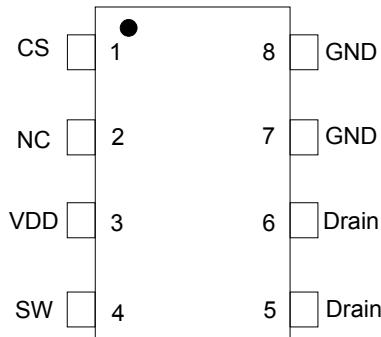 CS 1 8 GND
NC 2 7 GND
VDD 3 6 Drain
SW 4 5 Drain